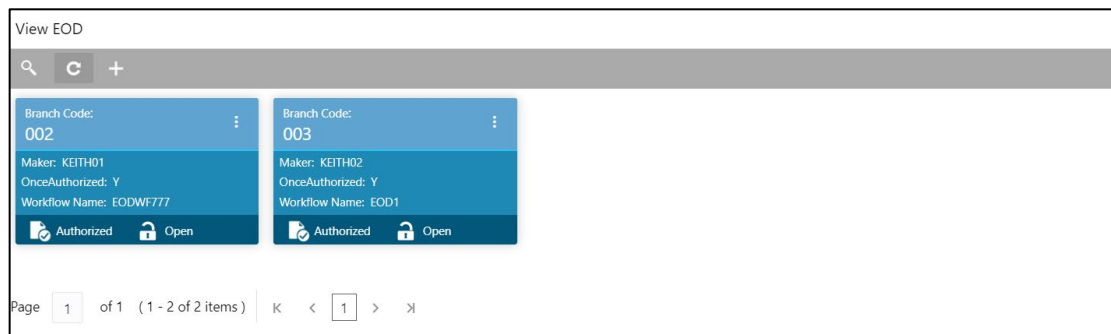 View EOD
Branch Code:
002
Maker: KEITH01
OnceAuthorized: Y
Workflow Name: EODWF777
Authorized Open
Branch Code:
003
Maker: KEITH02
OnceAuthorized: Y
Workflow Name: EOD1
Authorized Open
Page 1 of 1 ( 1 - 2 of 2 items ) 1